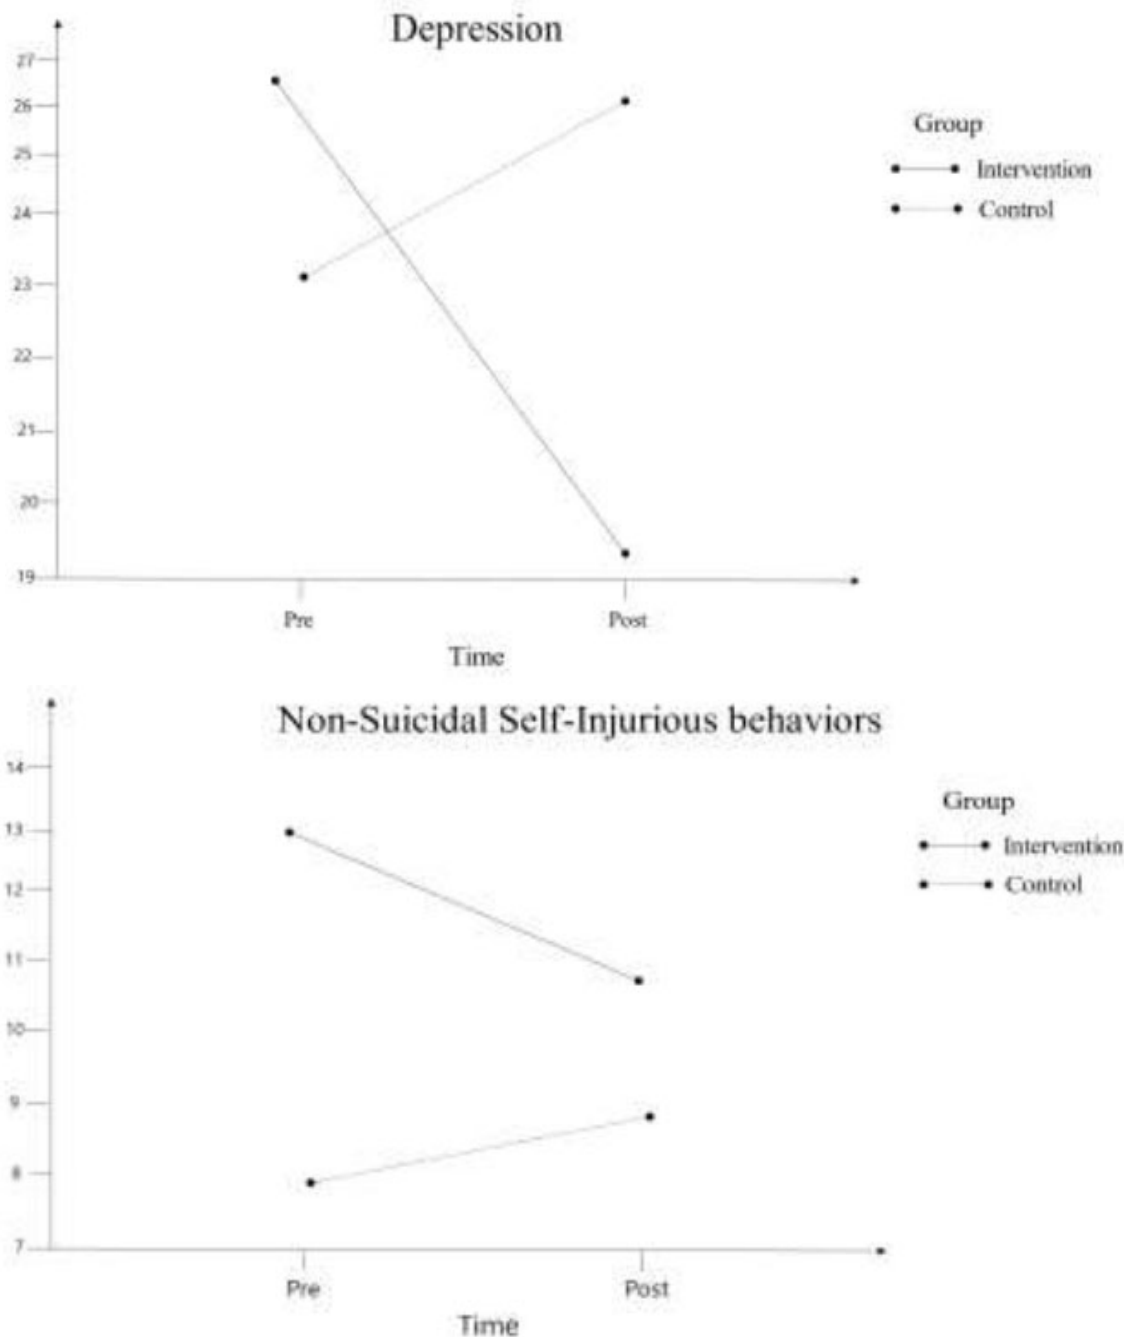 Depression
27
26
25
24
23
22
21
20
19
Group
Intervention
Control
Pre
Post
Time
Non-Suicidal Self-Injurious behaviors
14
13
12
11
10
9
8
7
Group
Intervention
Control
Pre
Post
Time